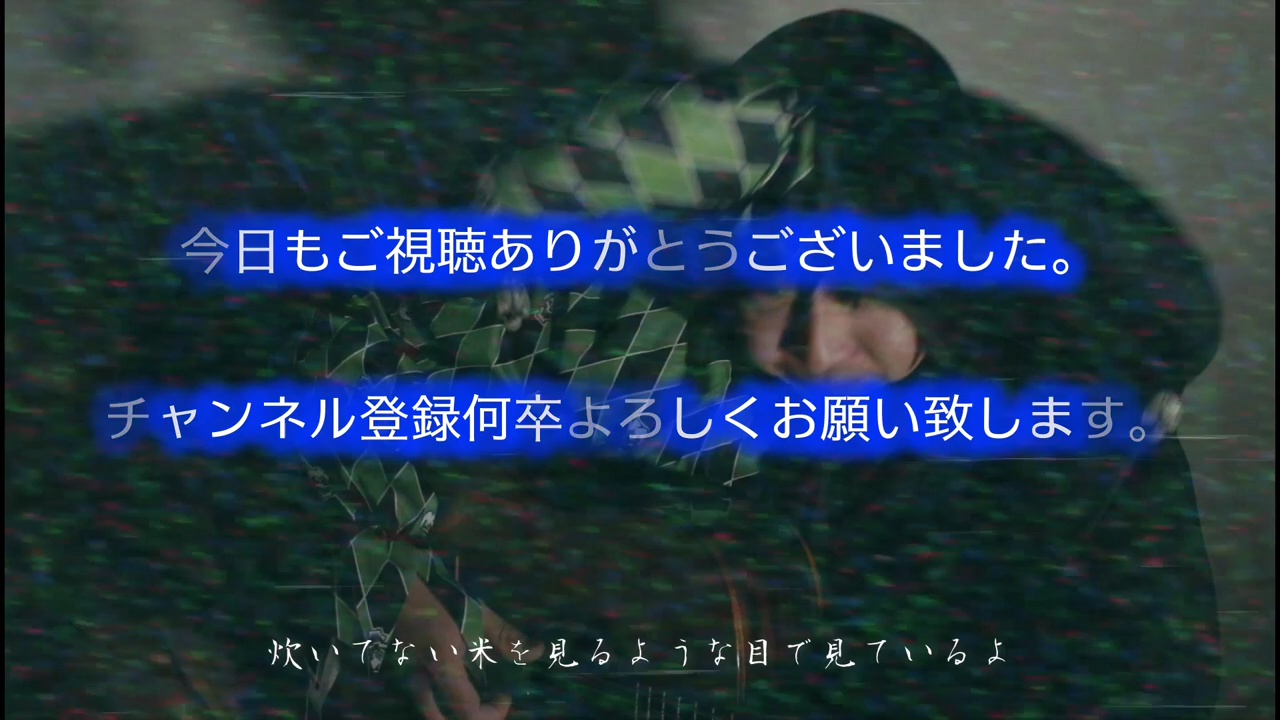 今日もご視聴ありがとうございました。
チャンネル登録何卒よろしくお願い致します。
炊いてない米を見るような目で見ているよ